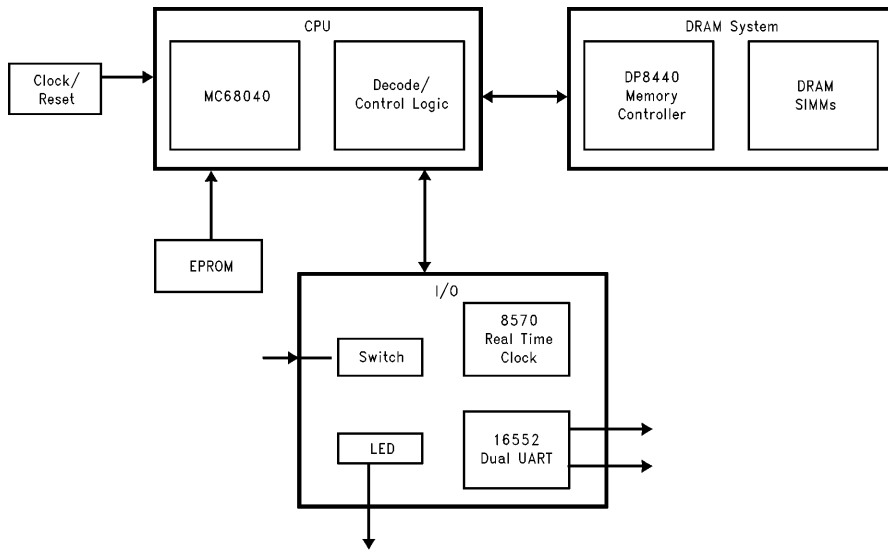 CPU
MC68040
Decode/
Control Logic
Clock/
Reset
EPROM
DRAM System
DP8440
Memory
Controller
DRAM
SIMMs
I/O
Switch
8570
Real Time
Clock
LED
16552
Dual UART